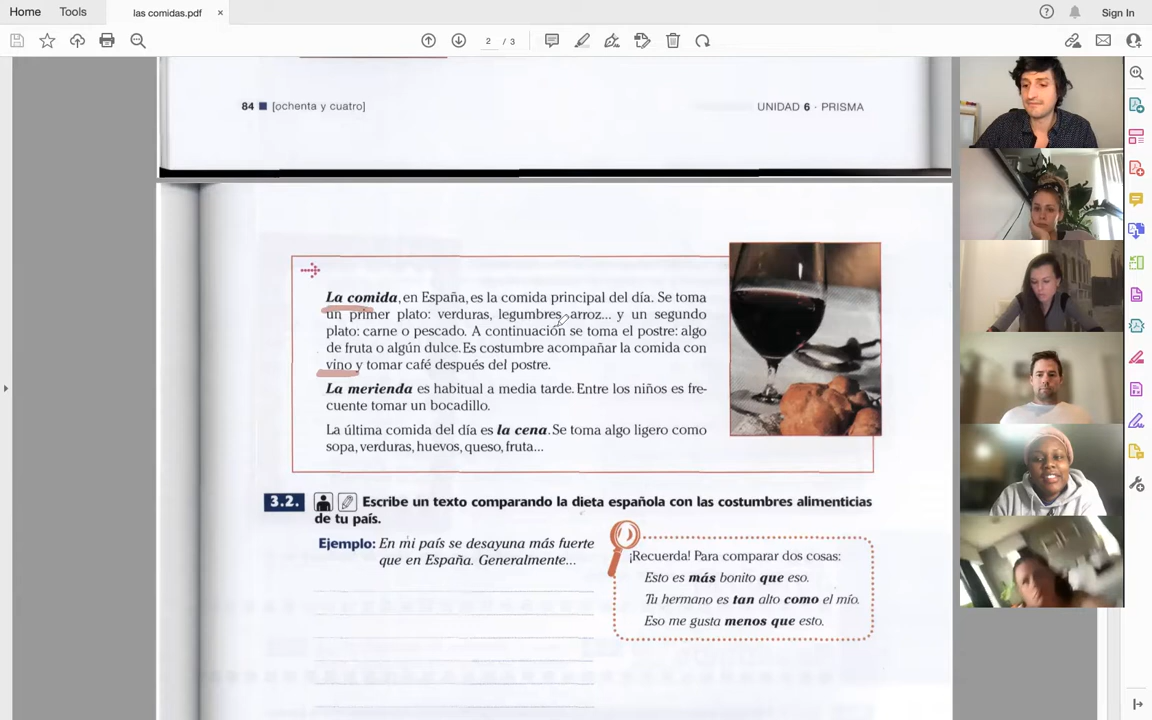 Home
Tools
las comidas.pdf
×
Sign In
2 / 3
84 ■ [ochenta y cuatro]
UNIDAD 6 · PRISMA
La comida, en España, es la comida principal del día. Se toma
un primer plato: verduras, legumbres, arroz... y un segundo
plato: carne o pescado. A continuación se toma el postre: algo
de fruta o algún dulce. Es costumbre acompañar la comida con
vino y tomar café después del postre.
La merienda es habitual a media tarde. Entre los niños es fre-
cuente tomar un bocadillo.
La última comida del día es la cena. Se toma algo ligero como
sopa, verduras, huevos, queso, fruta...
3.2. Escribe un texto comparando la dieta española con las costumbres alimenticias
de tu país.
Ejemplo: En mi país se desayuna más fuerte
que en España. Generalmente...
¡Recuerda! Para comparar dos cosas:
Esto es más bonito que eso.
Tu hermano es tan alto como el mío.
Eso me gusta menos que esto.